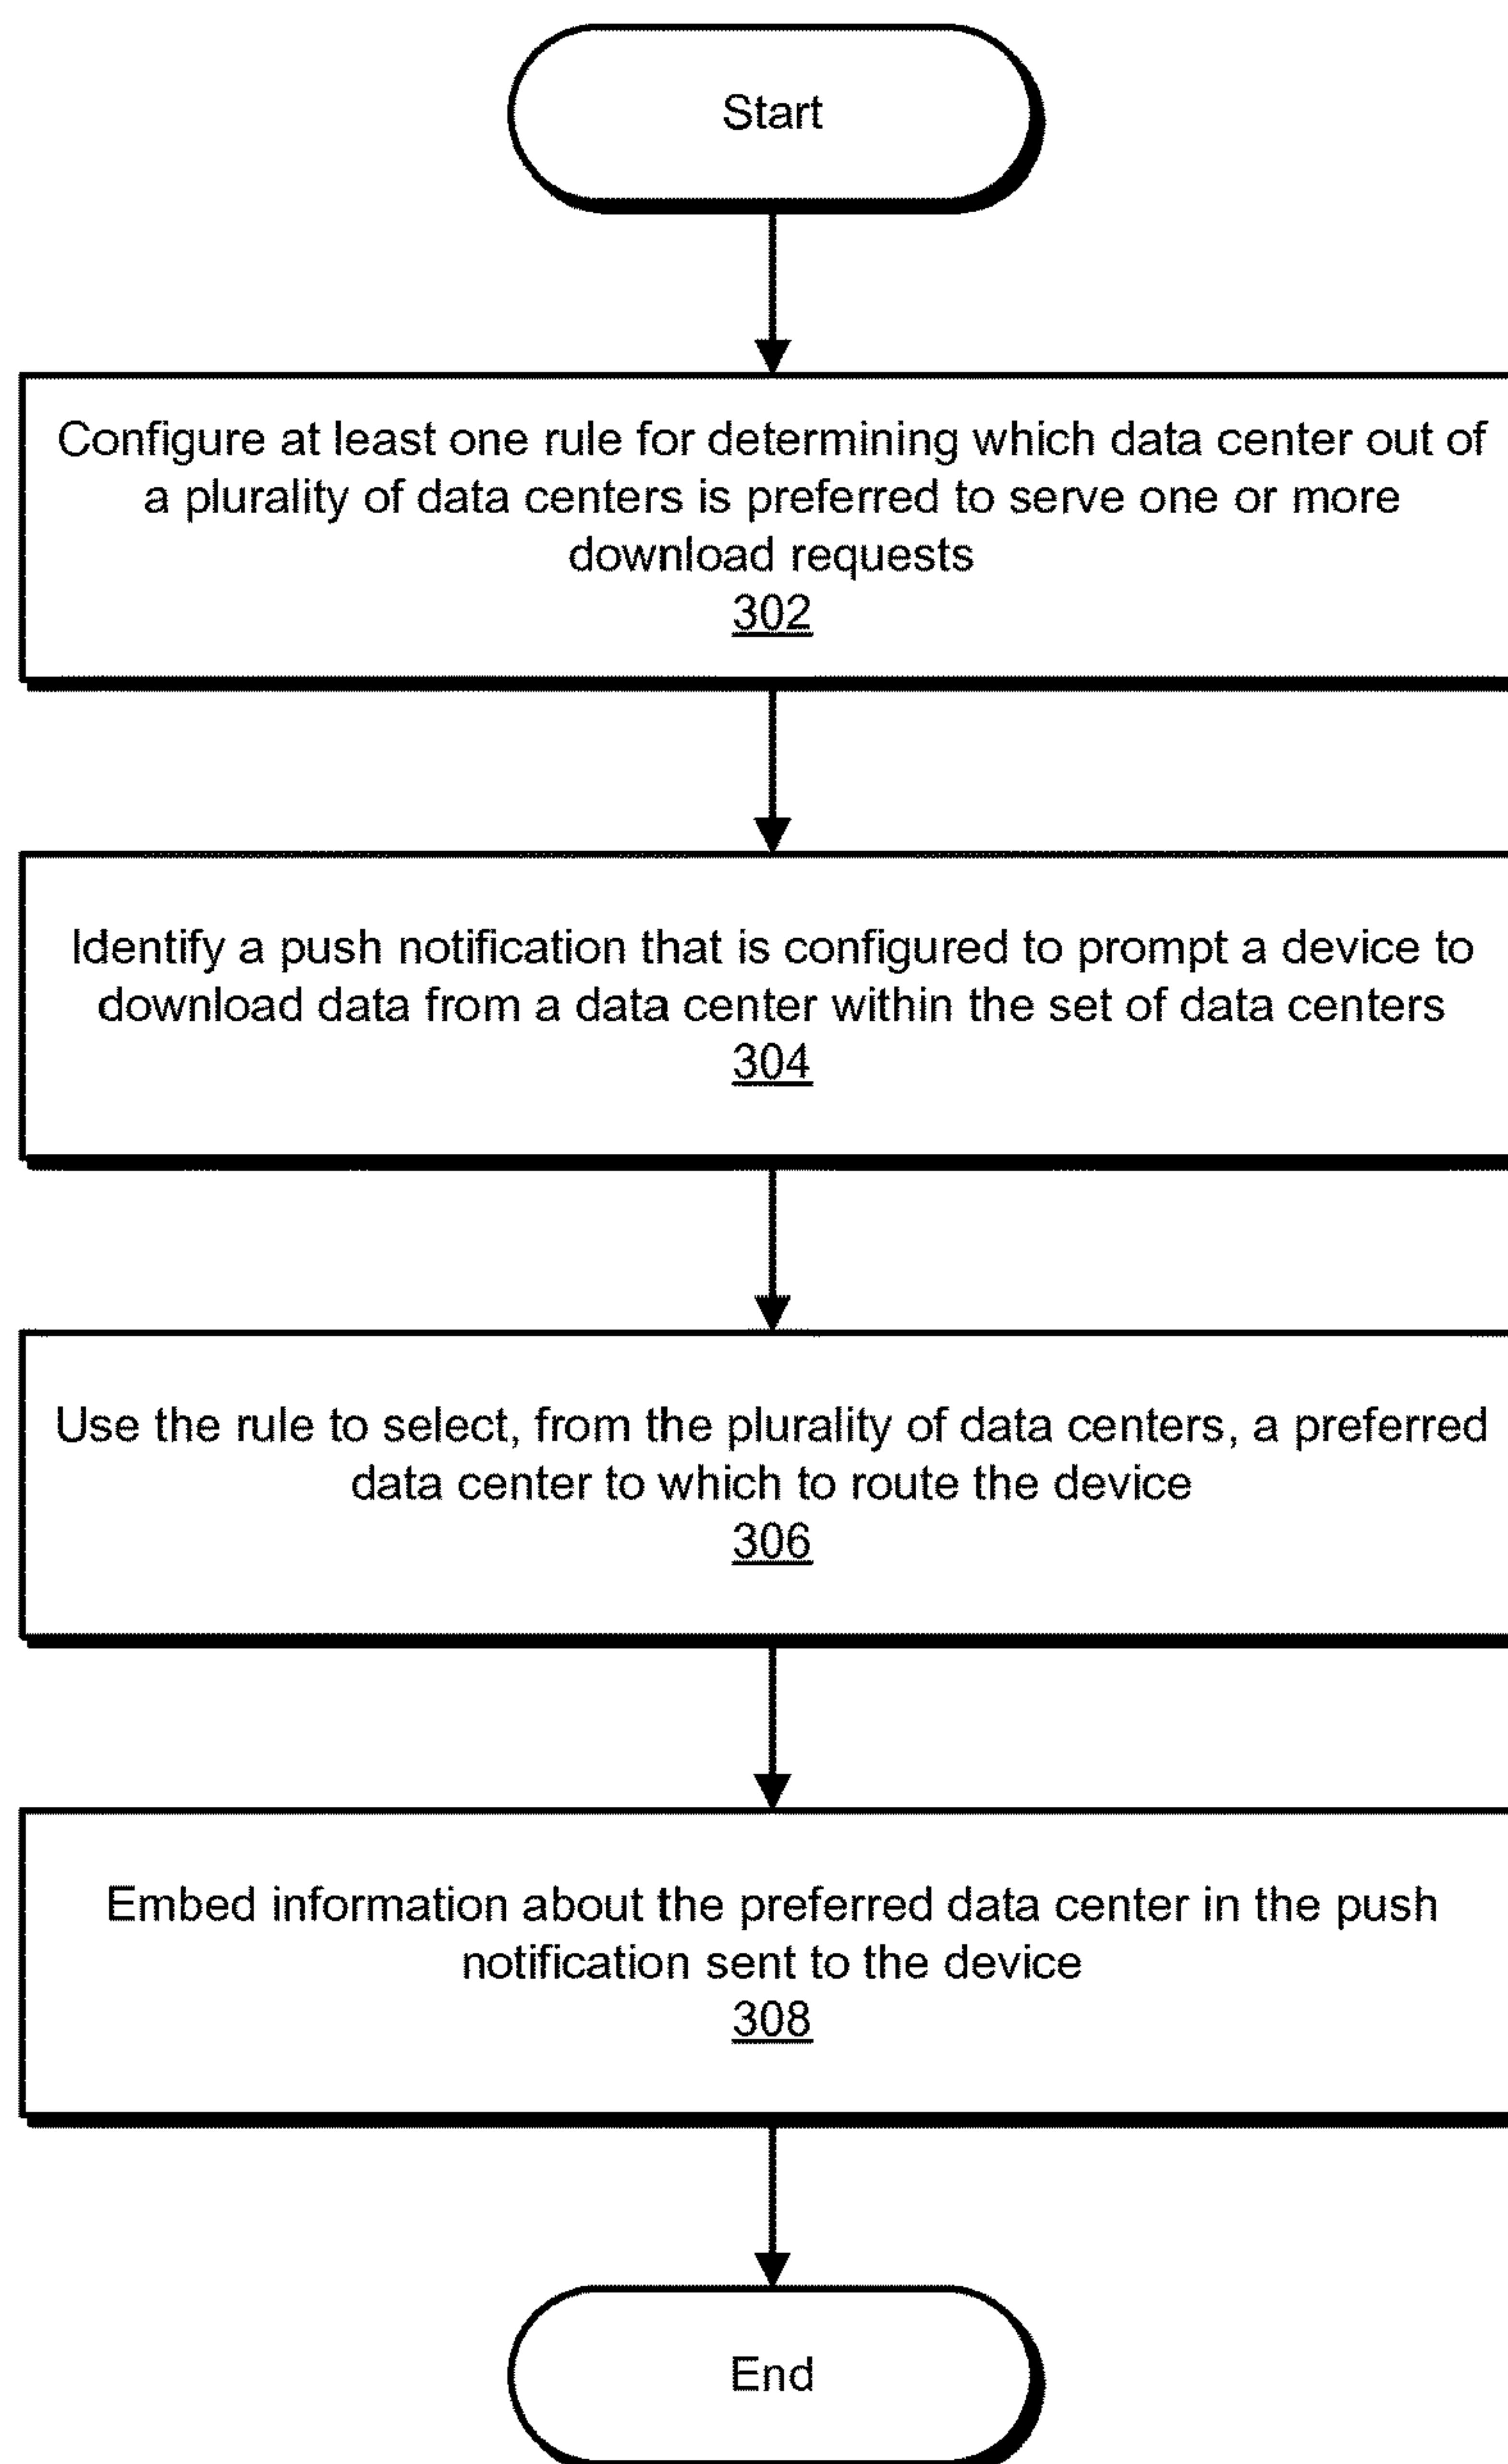 Start
Configure at least one rule for determining which data center out of
a plurality of data centers is preferred to serve one or more
download requests
302
Identify a push notification that is configured to prompt a device to
download data from a data center within the set of data centers
304
Use the rule to select, from the plurality of data centers, a preferred
data center to which to route the device
306
Embed information about the preferred data center in the push
notification sent to the device
308
End